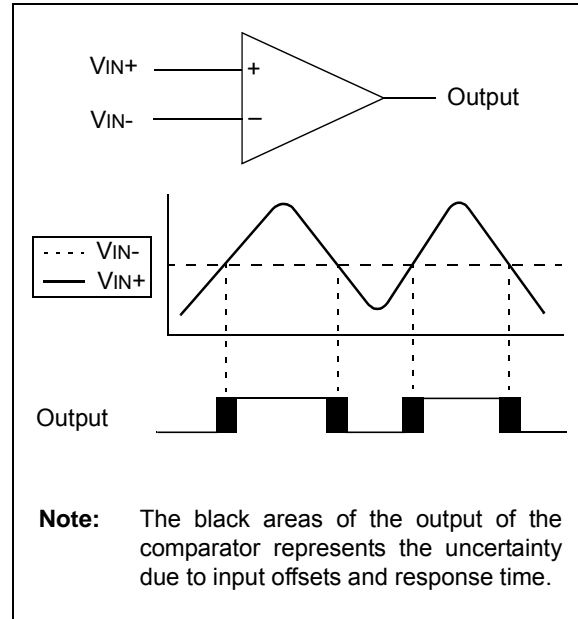 VIN+
+
Output
VIN-
–
VIN-
VIN+
Output
Note: The black areas of the output of the
comparator represents the uncertainty
due to input offsets and response time.